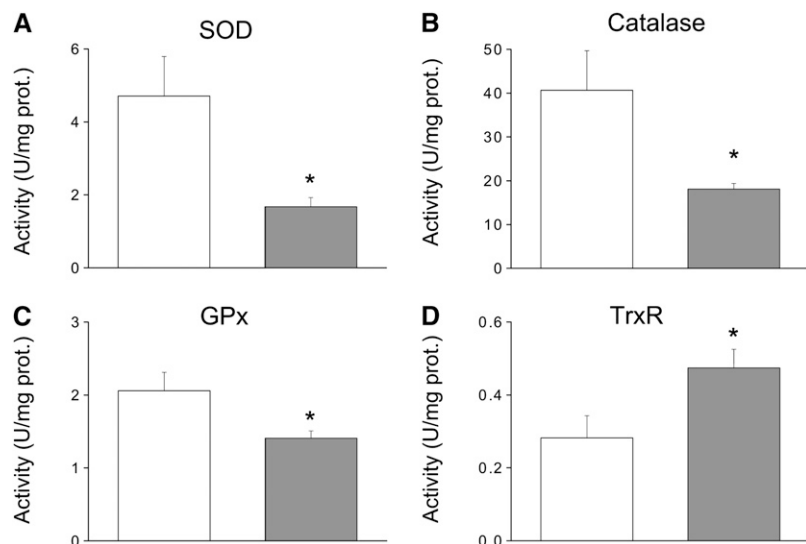 A
SOD
Activity (U/mg prot.)
6
4
2
0
*
B
Catalase
Activity (U/mg prot.)
50
40
30
20
10
0
*
C
GPx
Activity (U/mg prot.)
3
2
1
0
*
D
TrxR
Activity (U/mg prot.)
0.6
0.4
0.2
0.0
*